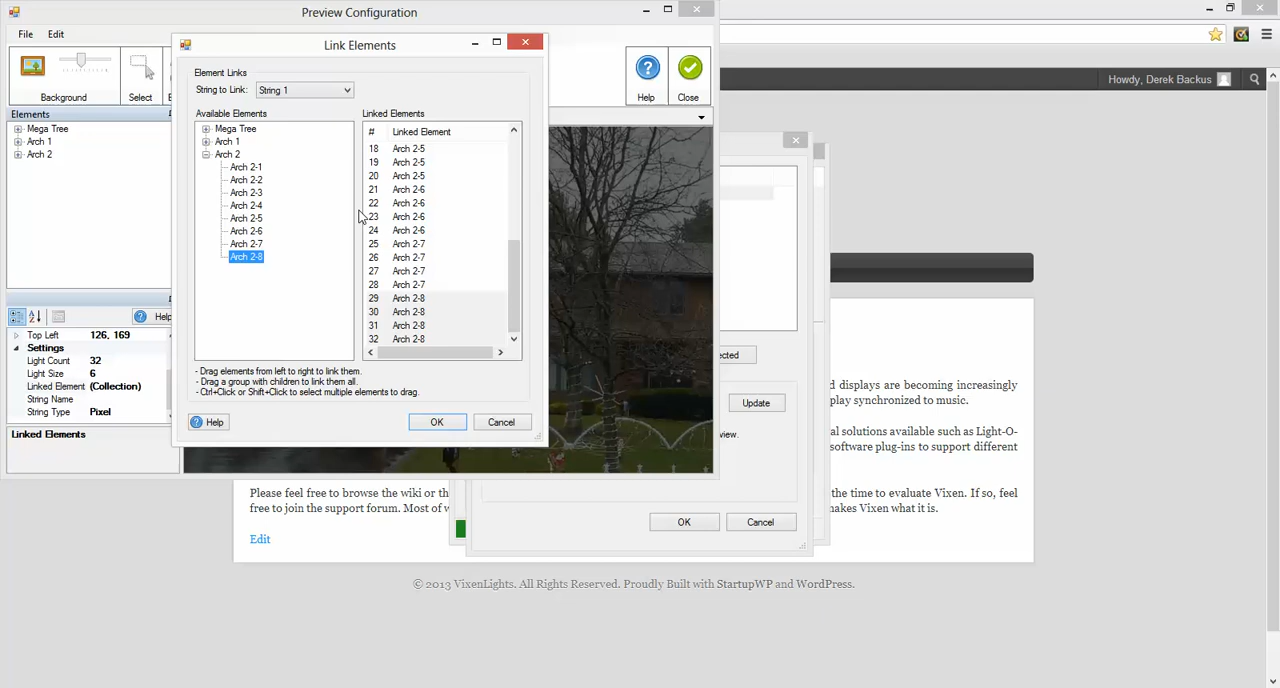 Preview Configuration
File Edit
Background
Select
Help
Close
Elements
Mega Tree
Arch 1
Arch 2
Help
Top Left 126, 169
Settings
Light Count 32
Light Size 6
Linked Element (Collection)
String Name
String Type Pixel
Linked Elements
Link Elements
Element Links
String to Link: String 1
Available Elements
Mega Tree
Arch 1
Arch 2
Arch 2-1
Arch 2-2
Arch 2-3
Arch 2-4
Arch 2-5
Arch 2-6
Arch 2-7
Arch 2-8
Linked Elements
# Linked Element
18 Arch 2-5
19 Arch 2-5
20 Arch 2-5
21 Arch 2-6
22 Arch 2-6
23 Arch 2-6
24 Arch 2-6
25 Arch 2-7
26 Arch 2-7
27 Arch 2-7
28 Arch 2-7
29 Arch 2-8
30 Arch 2-8
31 Arch 2-8
32 Arch 2-8
- Drag elements from left to right to link them.
- Drag a group with children to link them all.
- Ctrl+Click or Shift+Click to select multiple elements to drag.
Help
OK
Cancel
Howdy, Derek Backus
ected
Update
view.
OK
Cancel
d displays are becoming increasingly
play synchronized to music.
al solutions available such as Light-O-
software plug-ins to support different
Please feel free to browse the wiki or th
the time to evaluate Vixen. If so, feel
free to join the support forum. Most of w
makes Vixen what it is.
Edit
© 2013 VixenLights. All Rights Reserved. Proudly Built with StartupWP and WordPress.